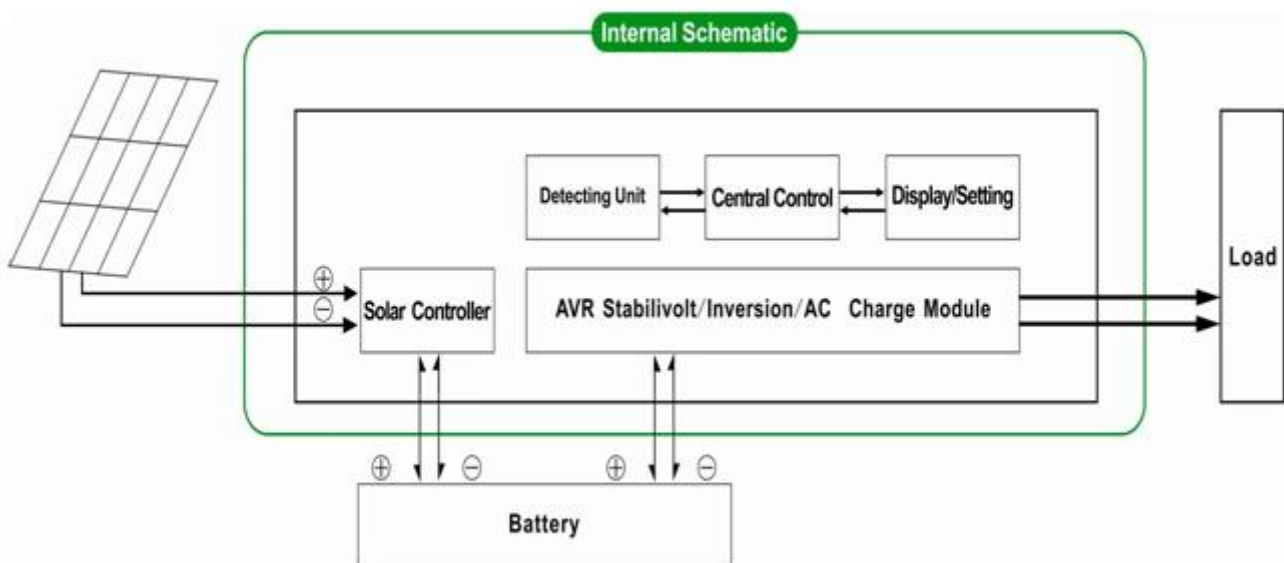 Internal Schematic
Detecting Unit
Central Control
Display/Setting
Load
⊕
⊖
Solar Controller
AVR Stabilivolt/Inversion/AC Charge Module
⊕ ⊖ ⊕ ⊖
Battery